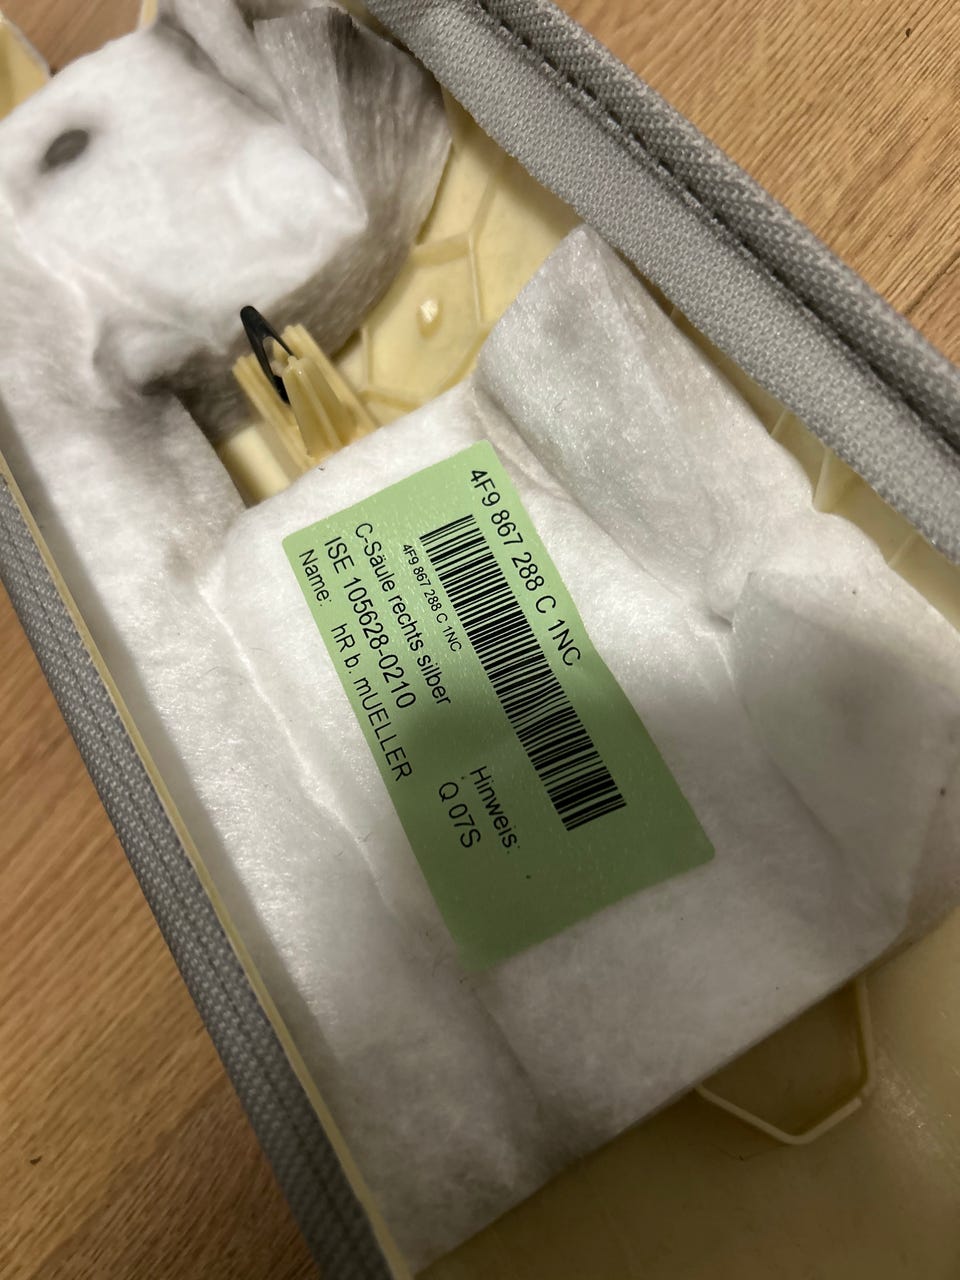 4F9 867 288 C 1NC
4F9 867 288 C 1NC
C-Säule rechts silber
ISE 105628-0210
Name: hR b. mUELLER
Hinweis:
Q 07S